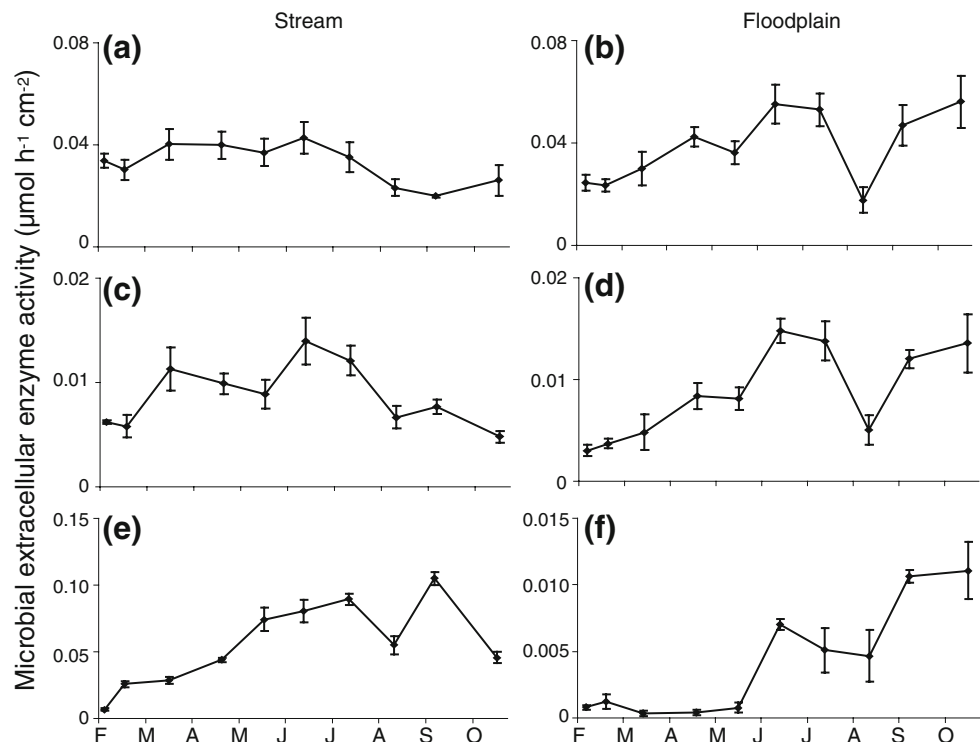 Stream Floodplain
Microbial extracellular enzyme activity (µmol h⁻¹ cm⁻²)
(a)
0.08
0.04
0
(b)
0.08
0.04
0
(c)
0.02
0.01
0
(d)
0.02
0.01
0
(e)
0.15
0.10
0.05
0
(f)
0.015
0.010
0.005
0
F M A M J J A S O
F M A M J J A S O